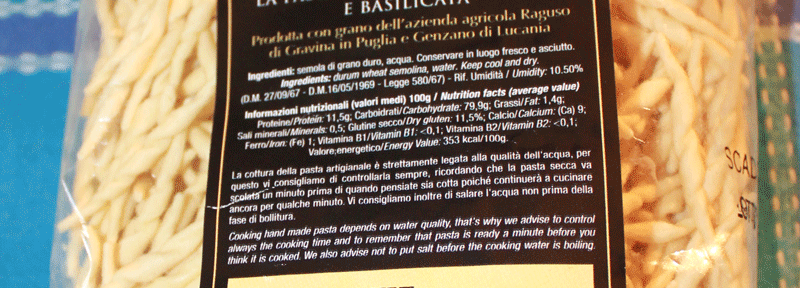 E BASILICATA
Prodotta con grano dell'azienda agricola Raguso
di Gravina in Puglia e Genzano di Lucania
Ingredienti: semola di grano duro, acqua. Conservare in luogo fresco e asciutto.
Ingredients: durum wheat semolina, water. Keep cool and dry.
(D.M. 27/09/67 - D.M.16/05/1969 - Legge 580/67) - Rif. Umidità / Umidity: 10.50%
Informazioni nutrizionali (valori medi) 100g / Nutrition facts (average value)
Proteine/Protein: 11,5g; Carboidrati/Carbohydrate: 79,9g; Grassi/Fat: 1,4g;
Sali minerali/Minerals: 0,5; Glutine secco/Dry gluten: 11,5%; Calcio/Calcium: (Ca) 9;
Ferro/Iron: (Fe) 1; Vitamina B1/Vitamin B1: <0,1; Vitamina B2/Vitamin B2: <0,1;
Valore energetico/Energy Value: 353 kcal/100g.
La cottura della pasta artigianale è strettamente legata alla qualità dell'acqua, per
questo vi consigliamo di controllarla sempre, ricordando che la pasta secca va
scolata un minuto prima di quando pensiate sia cotta poiché continuerà a cucinare
ancora per qualche minuto. Vi consigliamo inoltre di salare l'acqua non prima della
fase di bollitura.
Cooking hand made pasta depends on water quality, that's why we advise to control
always the cooking time and to remember that pasta is ready a minute before you
think it is cooked. We also advise not to put salt before the cooking water is boiling.
SCAD